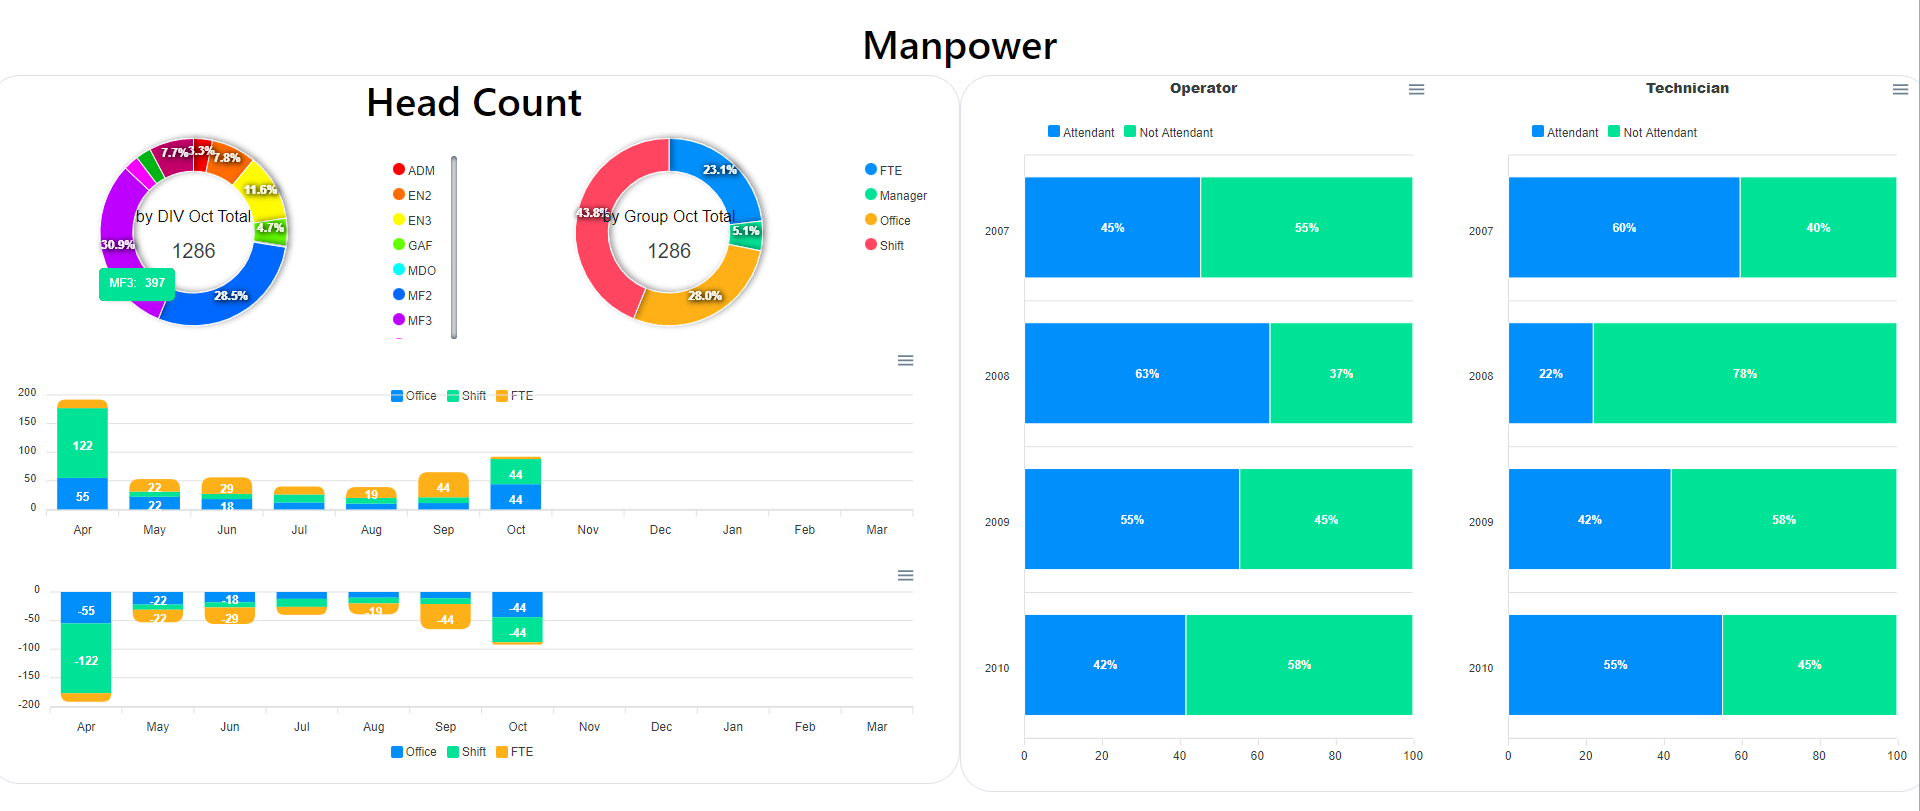 Manpower
Head Count
7.7%
3.3%
7.8%
11.6%
4.7%
28.5%
30.9%
by DIV Oct Total
1286
MF3: 397
ADM
EN2
EN3
GAF
MDO
MF2
MF3
23.1%
5.1%
28.0%
43.8%
by Group Oct Total
1286
FTE
Manager
Office
Shift
Office Shift FTE
200
150
100
50
0
122
55
22
22
29
18
19
44
44
44
Apr May Jun Jul Aug Sep Oct Nov Dec Jan Feb Mar
0
-50
-100
-150
-200
-55
-122
-22
-22
-18
-29
-19
-44
-44
-44
Apr May Jun Jul Aug Sep Oct Nov Dec Jan Feb Mar
Office Shift FTE
Operator
Attendant Not Attendant
2007 45% 55%
2008 63% 37%
2009 55% 45%
2010 42% 58%
0 20 40 60 80 100
Technician
Attendant Not Attendant
2007 60% 40%
2008 22% 78%
2009 42% 58%
2010 55% 45%
0 20 40 60 80 100